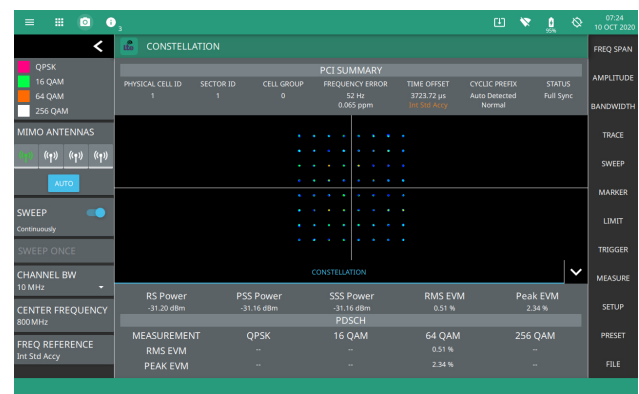 3
95%
07:24
10 OCT 2020
CONSTELLATION
FREQ SPAN
AMPLITUDE
BANDWIDTH
TRACE
SWEEP
MARKER
LIMIT
TRIGGER
MEASURE
SETUP
PRESET
FILE
QPSK
16 QAM
64 QAM
256 QAM
MIMO ANTENNAS
AUTO
SWEEP
Continuously
SWEEP ONCE
CHANNEL BW
10 MHz
CENTER FREQUENCY
800 MHz
FREQ REFERENCE
Int Std Accy
PCI SUMMARY
PHYSICAL CELL ID SECTOR ID CELL GROUP FREQUENCY ERROR TIME OFFSET CYCLIC PREFIX STATUS
1 1 0 52 Hz 3723.72 µs Auto Detected Full Sync
0.065 ppm Int Std Accy Normal
CONSTELLATION
RS Power PSS Power SSS Power RMS EVM Peak EVM
-31.20 dBm -31.16 dBm -31.16 dBm 0.51 % 2.34 %
PDSCH
MEASUREMENT QPSK 16 QAM 64 QAM 256 QAM
RMS EVM -- -- 0.51 % --
PEAK EVM -- -- 2.34 % --